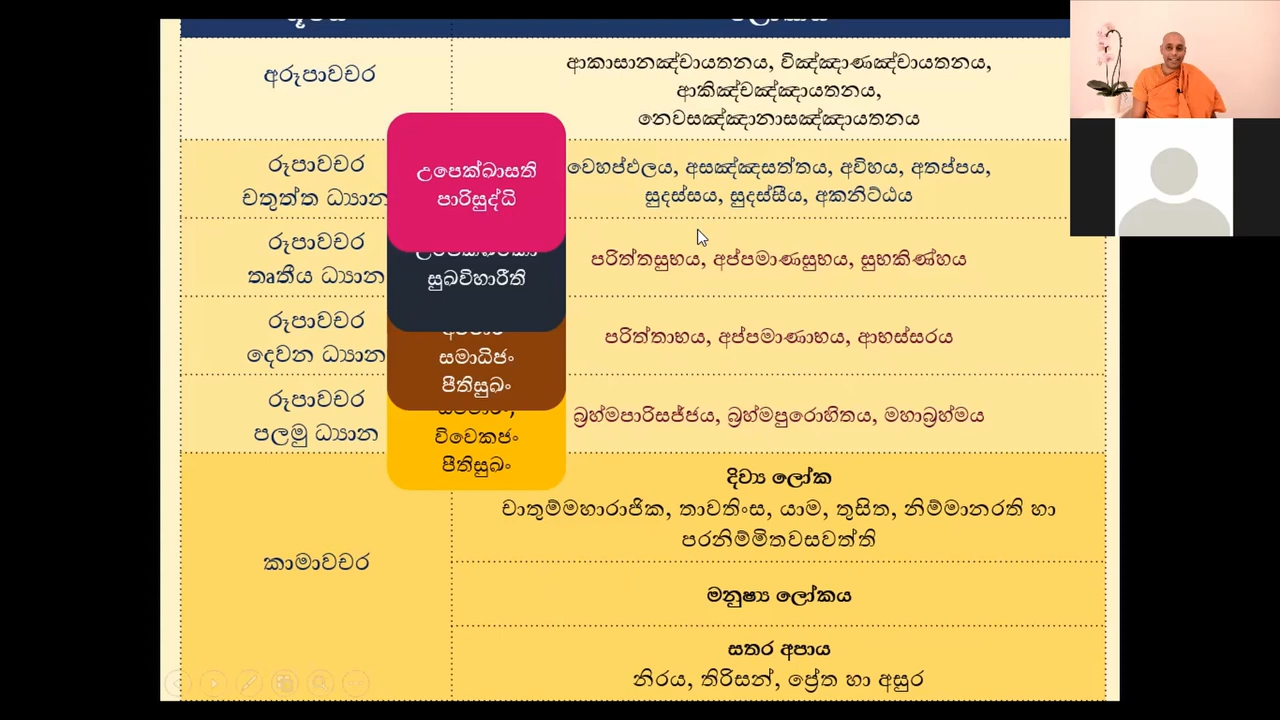 අරූපාවචර
ආකාසානඤ්චායතනය, විඤ්ඤාණඤ්චායතනය,
ආකිඤ්චඤ්ඤායතනය,
නෙවසඤ්ඤානාසඤ්ඤායතනය
රූපාවචර
චතුත්ත ධ්‍යාන
උපෙක්ඛාසති
පාරිසුද්ධි
වෙහප්ඵලය, අසඤ්ඤසත්තය, අවිහය, අතප්පය,
සුදස්සය, සුදස්සීය, අකනිට්ඨය
රූපාවචර
තෘතීය ධ්‍යාන
සුඛවිහාරීති
පරිත්තසුභය, අප්පමාණසුභය, සුභකිණ්හය
රූපාවචර
දෙවන ධ්‍යාන
සමාධිජං
පීතිසුඛං
පරිත්තාභය, අප්පමාණාභය, ආභස්සරය
රූපාවචර
පලමු ධ්‍යාන
විවෙකජං
පීතිසුඛං
බ්‍රහ්මපාරිසජ්ජය, බ්‍රහ්මපුරොහිතය, මහාබ්‍රහ්මය
කාමාවචර
දිව්‍ය ලෝක
චාතුම්මහාරාජික, තාවතිංස, යාම, තුසිත, නිම්මානරති හා
පරනිම්මිතවසවත්ති
මනුෂ්‍ය ලෝකය
සතර අපාය
නිරය, තිරිසන්, ප්‍රේත හා අසුර